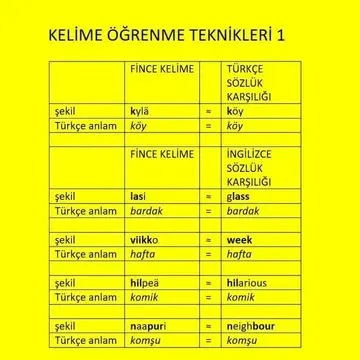 KELİME ÖĞRENME TEKNİKLERİ 1
FİNCE KELİME TÜRKÇE
SÖZLÜK
KARŞILIĞI
şekil kylä ≈ köy
Türkçe anlam köy = köy
FİNCE KELİME İNGİLİZCE
SÖZLÜK
KARŞILIĞI
şekil lasi ≈ glass
Türkçe anlam bardak = bardak
şekil viikko ≈ week
Türkçe anlam hafta = hafta
şekil hilpeä ≈ hilarious
Türkçe anlam komik = komik
şekil naapuri ≈ neighbour
Türkçe anlam komşu = komşu